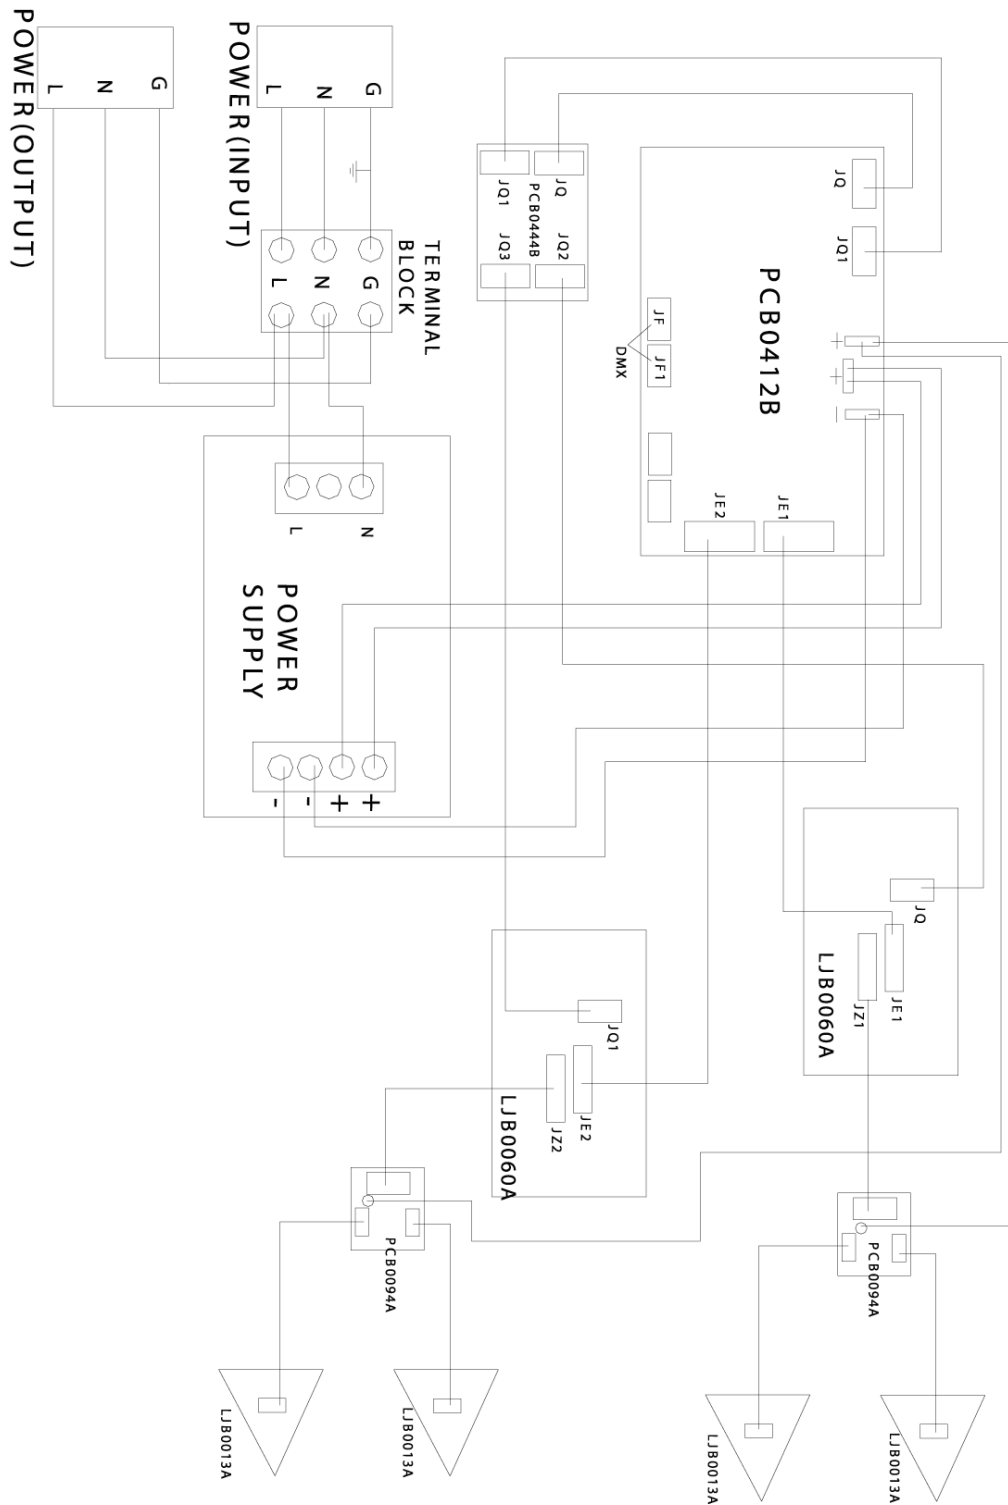 POWER(OUTPUT)
L
N
G
POWER(INPUT)
L
N
G
TERMINAL
BLOCK
L
N
G
L
N
POWER
SUPPLY
-
-
+
+
JQ1
JQ
PCB0444B
JQ3
JQ2
JQ
JQ1
PCB0412B
JF
JF1
DMX
+
+
-
JE2
JE1
JQ
JE1
JZ1
LJB0060A
JQ1
JE2
JZ2
LJB0060A
PCB0094A
PCB0094A
LJB0013A
LJB0013A
LJB0013A
LJB0013A